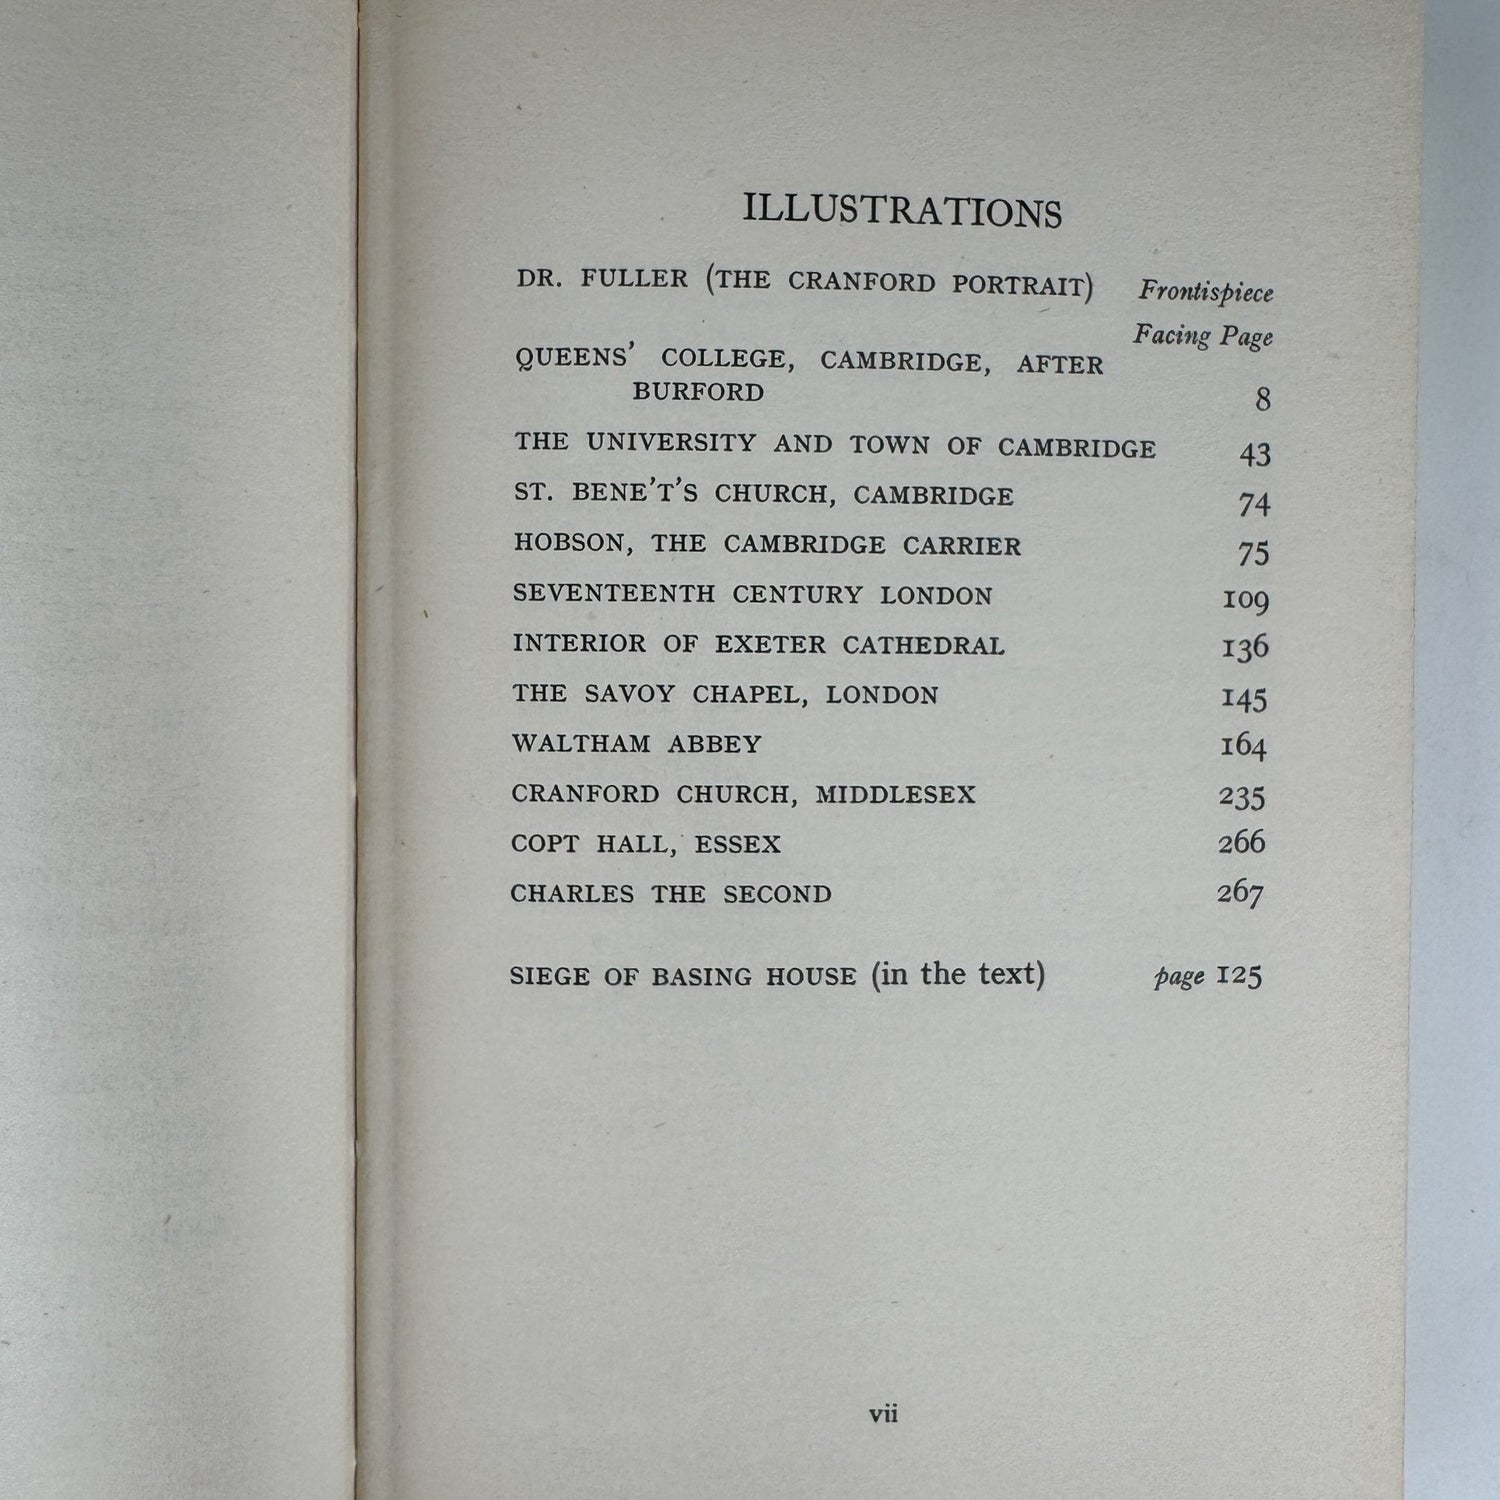 ILLUSTRATIONS
DR. FULLER (THE CRANFORD PORTRAIT) Frontispiece
Facing Page
QUEENS' COLLEGE, CAMBRIDGE, AFTER
BURFORD 8
THE UNIVERSITY AND TOWN OF CAMBRIDGE 43
ST. BENE'T'S CHURCH, CAMBRIDGE 74
HOBSON, THE CAMBRIDGE CARRIER 75
SEVENTEENTH CENTURY LONDON 109
INTERIOR OF EXETER CATHEDRAL 136
THE SAVOY CHAPEL, LONDON 145
WALTHAM ABBEY 164
CRANFORD CHURCH, MIDDLESEX 235
COPT HALL, ESSEX 266
CHARLES THE SECOND 267
SIEGE OF BASING HOUSE (in the text) page 125
vii